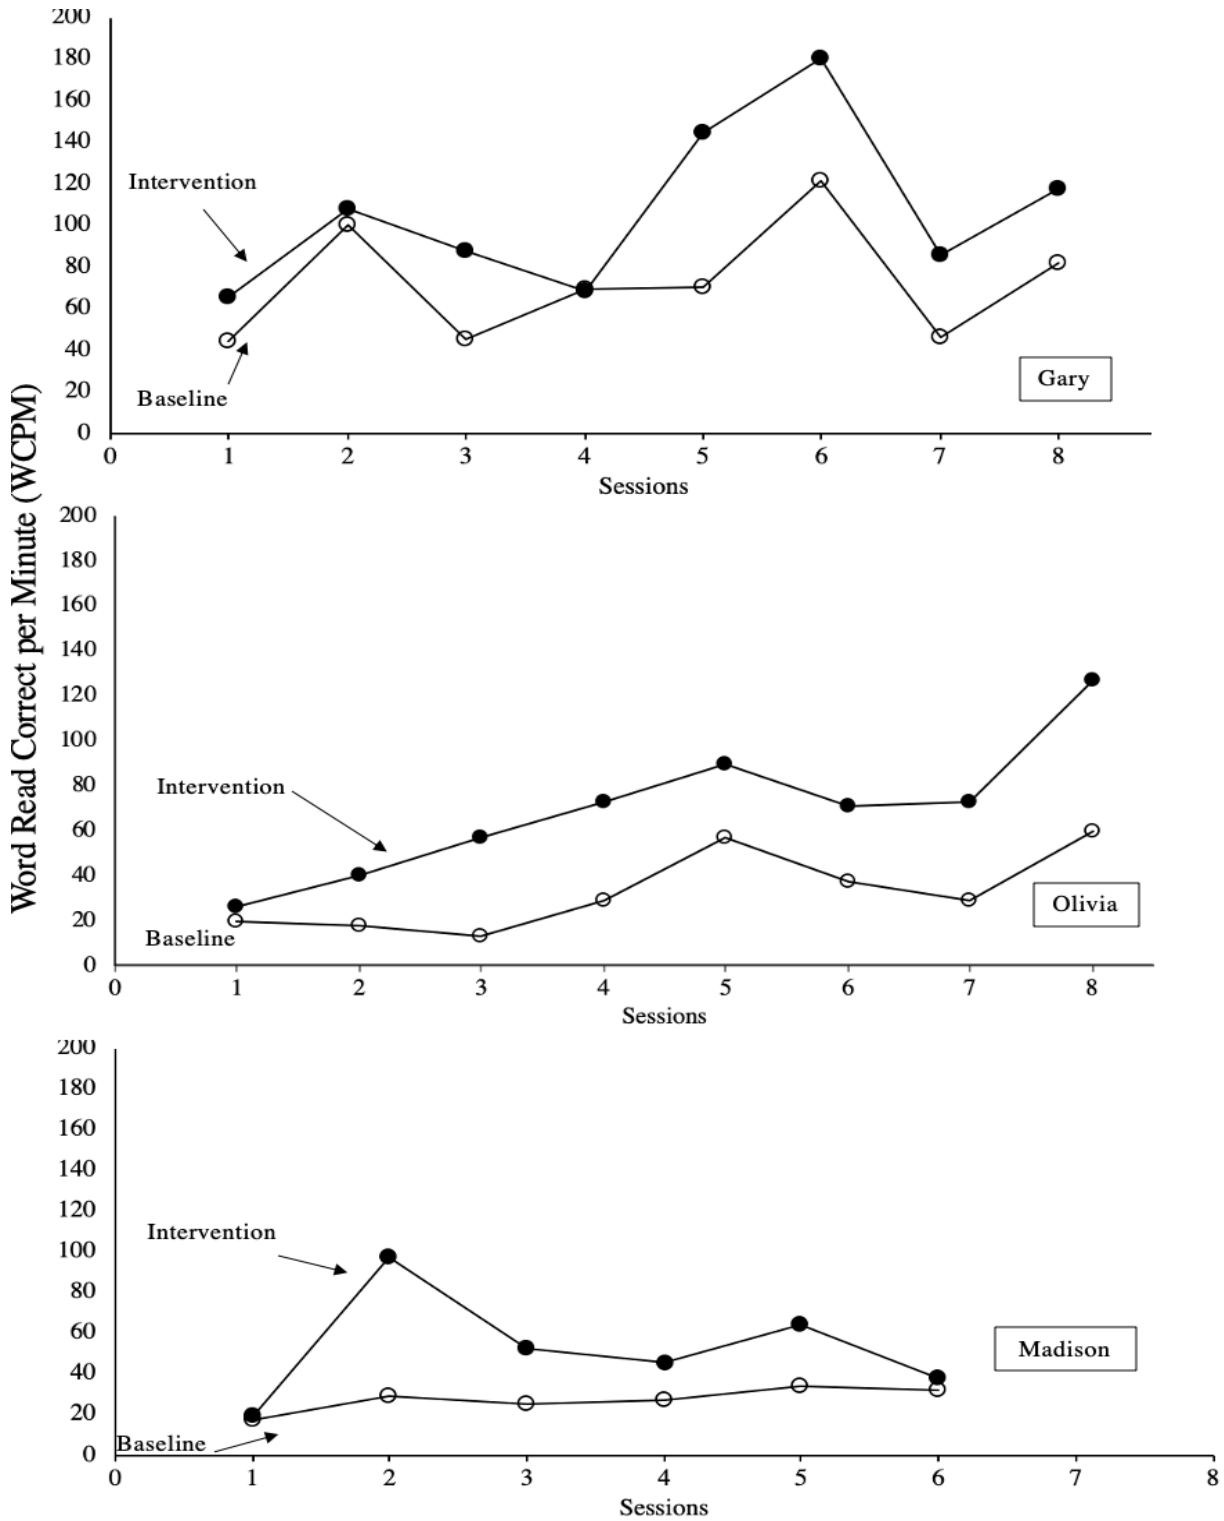 Word Read Correct per Minute (WCPM)
200
180
160
140
120
100
80
60
40
20
0
Intervention
Baseline
Gary
0 1 2 3 4 5 6 7 8
Sessions
200
180
160
140
120
100
80
60
40
20
0
Intervention
Baseline
Olivia
0 1 2 3 4 5 6 7 8
Sessions
200
180
160
140
120
100
80
60
40
20
0
Intervention
Baseline
Madison
0 1 2 3 4 5 6 7 8
Sessions